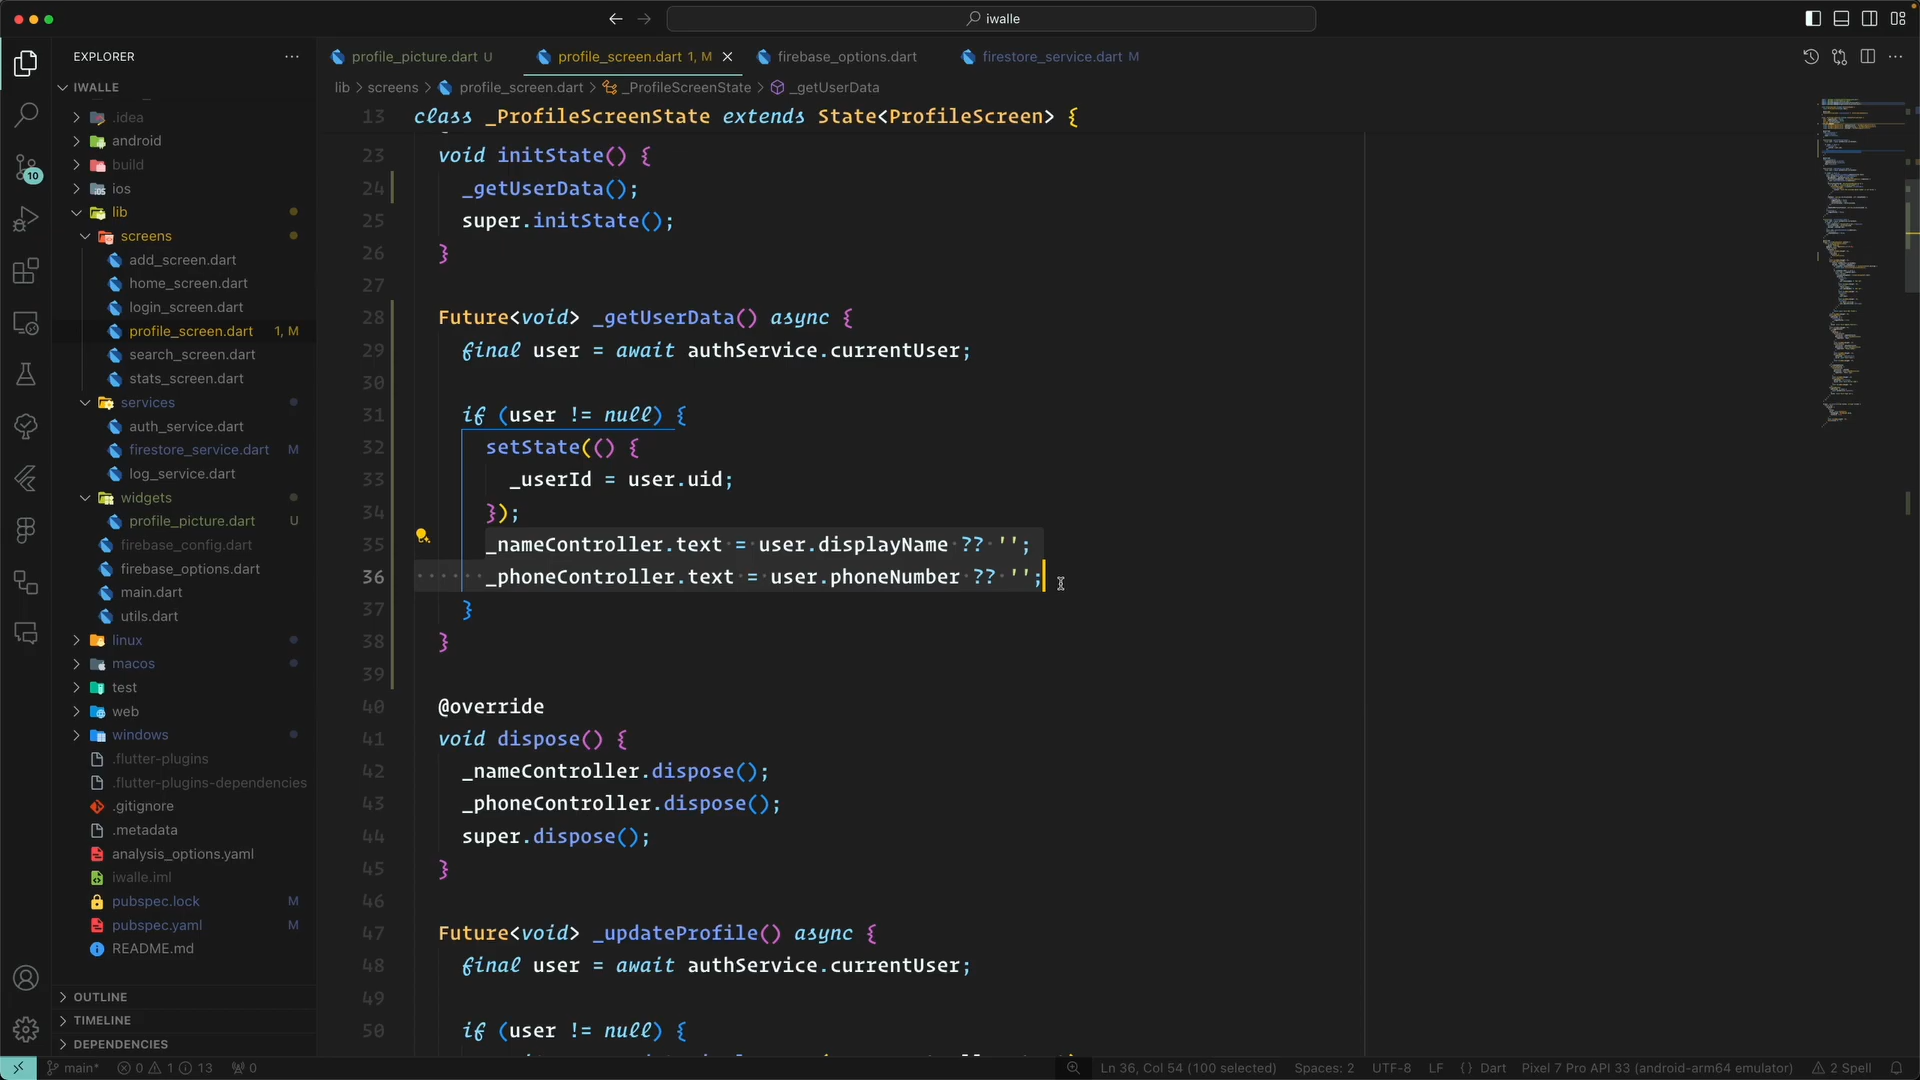 iwalle
EXPLORER
profile_picture.dart U
profile_screen.dart 1, M
firebase_options.dart
firestore_service.dart M
IWALLE
lib > screens > profile_screen.dart > _ProfileScreenState > _getUserData
.idea
android
build
ios
lib
screens
add_screen.dart
home_screen.dart
login_screen.dart
profile_screen.dart 1, M
search_screen.dart
stats_screen.dart
services
auth_service.dart
firestore_service.dart M
log_service.dart
widgets
profile_picture.dart U
firebase_config.dart
firebase_options.dart
main.dart
utils.dart
linux
macos
test
web
windows
.flutter-plugins
.flutter-plugins-dependencies
.gitignore
.metadata
analysis_options.yaml
iwalle.iml
pubspec.lock M
pubspec.yaml M
README.md
OUTLINE
TIMELINE
DEPENDENCIES
10
13 class _ProfileScreenState extends State<ProfileScreen> {
23 void initState() {
24 _getUserData();
25 super.initState();
26 }
27
28 Future<void> _getUserData() async {
29 final user = await authService.currentUser;
30
31 if (user != null) {
32 setState(() {
33 _userId = user.uid;
34 });
35 _nameController.text = user.displayName ?? '';
36 _phoneController.text = user.phoneNumber ?? '';
37 }
38 }
39
40 @override
41 void dispose() {
42 _nameController.dispose();
43 _phoneController.dispose();
44 super.dispose();
45 }
46
47 Future<void> _updateProfile() async {
48 final user = await authService.currentUser;
49
50 if (user != null) {
main* 0 1 13 0
Ln 36, Col 54 (100 selected) Spaces: 2 UTF-8 LF {} Dart Pixel 7 Pro API 33 (android-arm64 emulator) 2 Spell